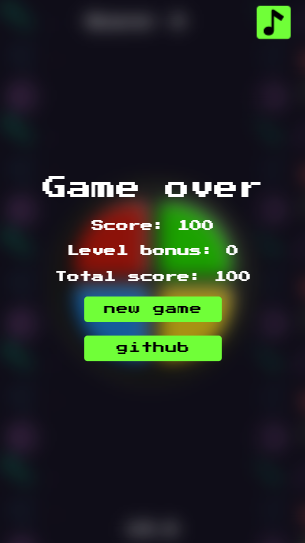 Game over
Score: 100
Level bonus: 0
Total score: 100
new game
github